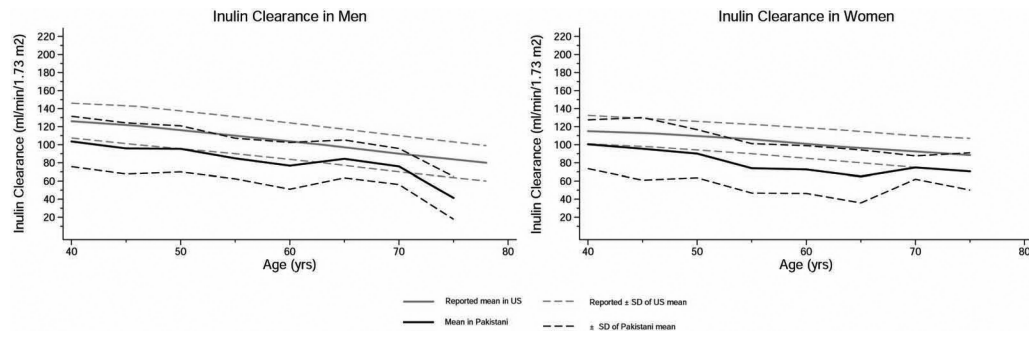 Inulin Clearance in Men
Inulin Clearance (ml/min/1.73 m2)
220
200
180
160
140
120
100
80
60
40
20
40 50 60 70 80
Age (yrs)
Inulin Clearance in Women
Inulin Clearance (ml/min/1.73 m2)
220
200
180
160
140
120
100
80
60
40
20
40 50 60 70 80
Age (yrs)
Reported mean in US
Reported ± SD of US mean
Mean in Pakistani
± SD of Pakistani mean